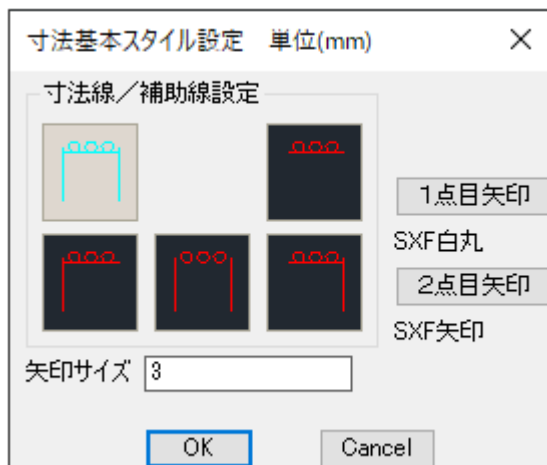 寸法基本スタイル設定　単位(mm)
寸法線／補助線設定
1点目矢印
SXF白丸
2点目矢印
SXF矢印
矢印サイズ 3
OK Cancel